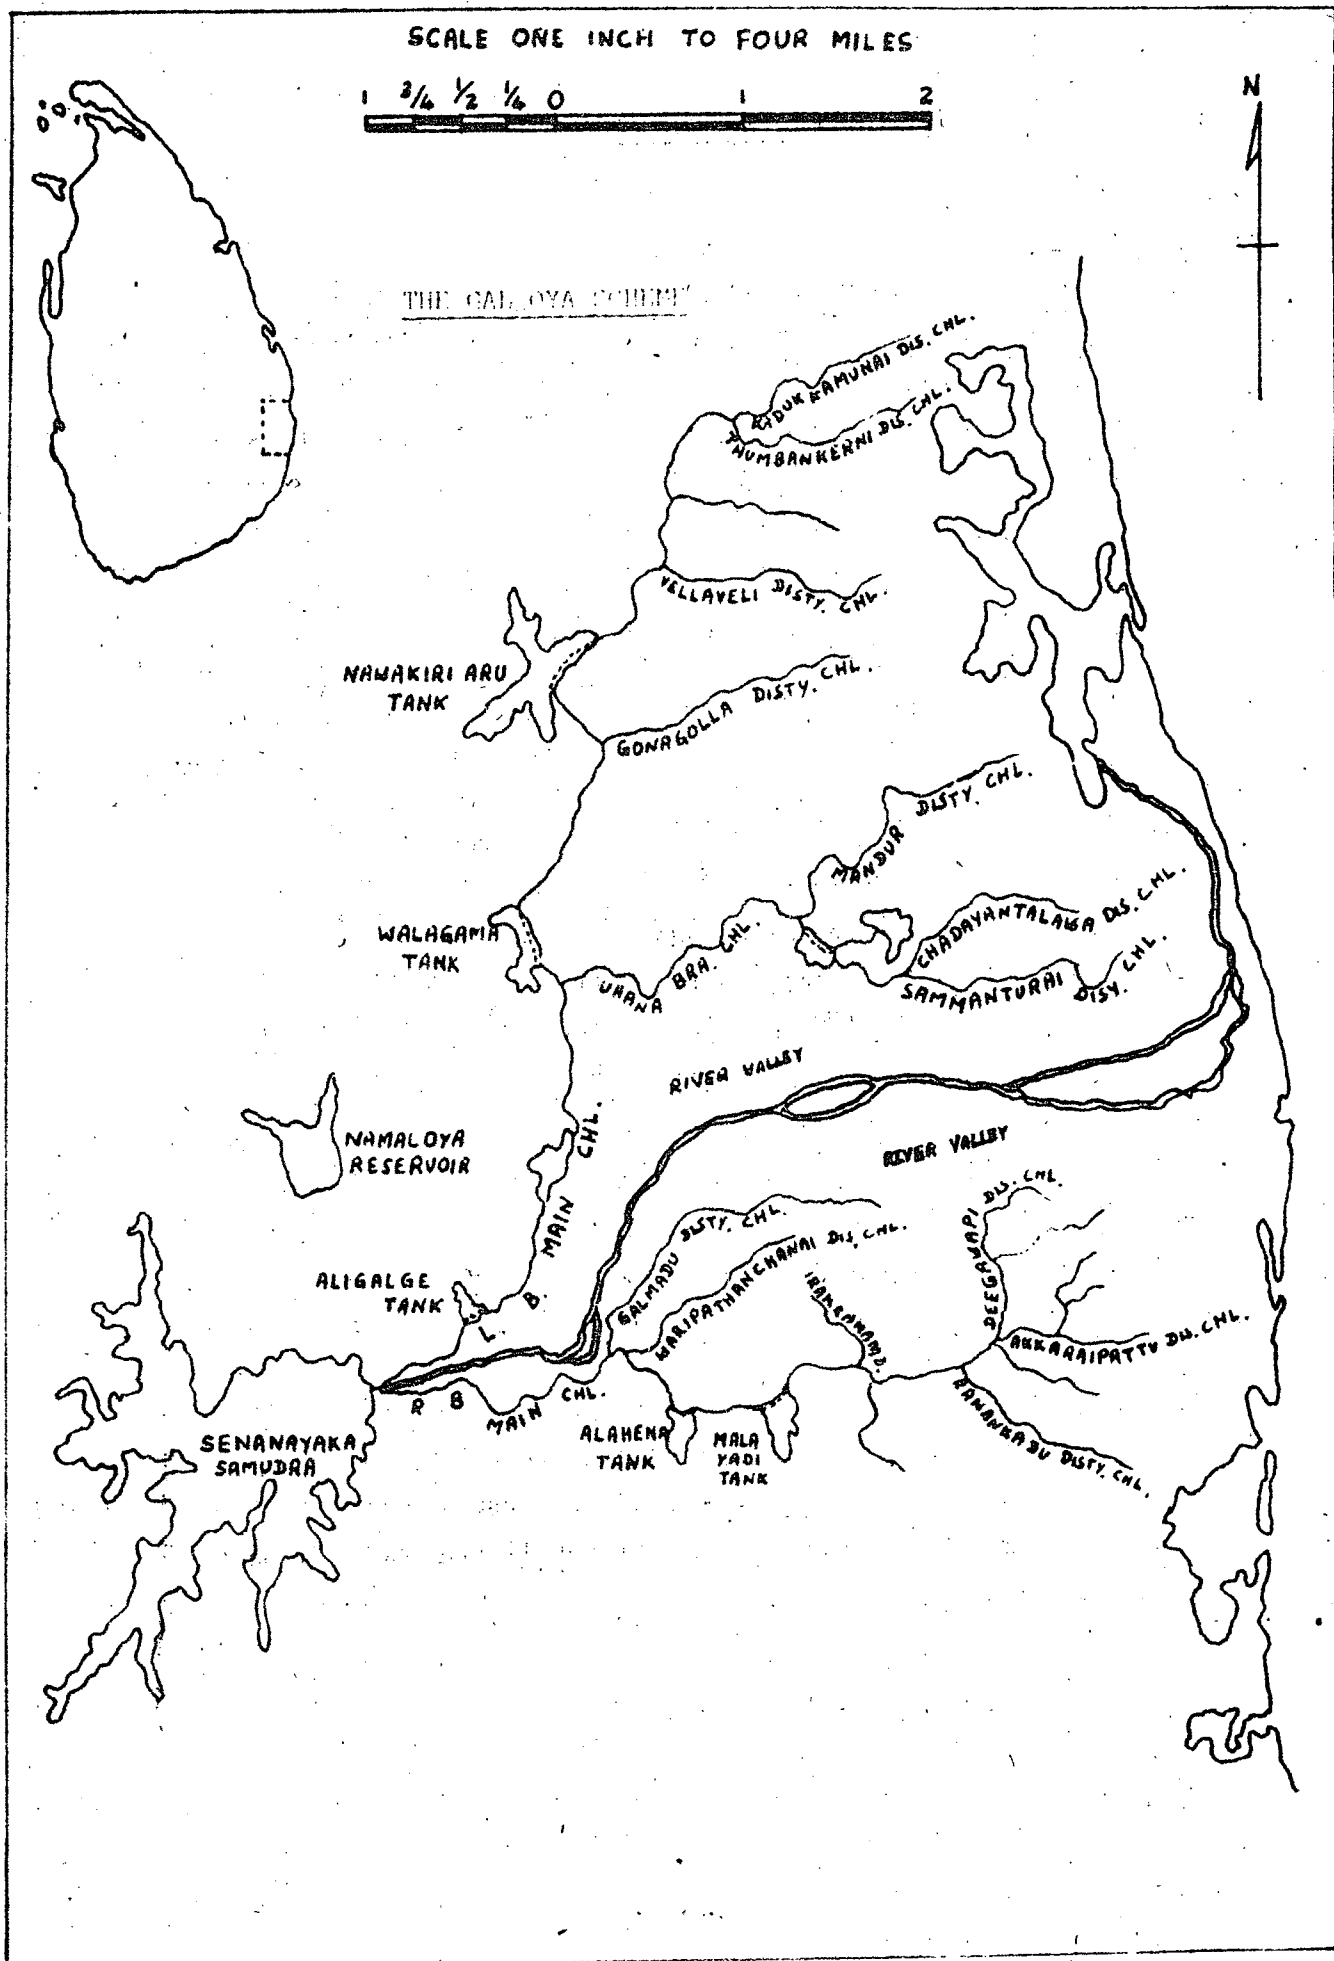 SCALE ONE INCH TO FOUR MILES
1 3/4 1/2 1/4 0 1 2
N
THE GAL OYA SCHEME
KADUKKAMUNAI DIS. CHL.
THUMBANKERNI DIS. CHL.
VELLAVELI DISTY. CHL.
NAWAKIRI ARU
TANK
GONAGOLLA DISTY. CHL.
MANDUR DISTY. CHL.
WALAGAMA
TANK
UHANA BRA. CHL.
CHADAYANTALAWA DIS. CHL.
SAMMANTURAI DISY. CHL.
RIVER VALLEY
RIVER VALLEY
NAMALOYA
RESERVOIR
L. B. MAIN CHL.
ALIGALGE
TANK
GALMADU DISTY. CHL.
WARIPATHANCHANAI DIS. CHL.
DEEGAWAPI DIS. CHL.
AKKARAIPATTU DIS. CHL.
R B MAIN CHL.
ALAHENA
TANK
MALA
YADI
TANK
SENANAYAKA
SAMUDRA
DISTY. CHL.